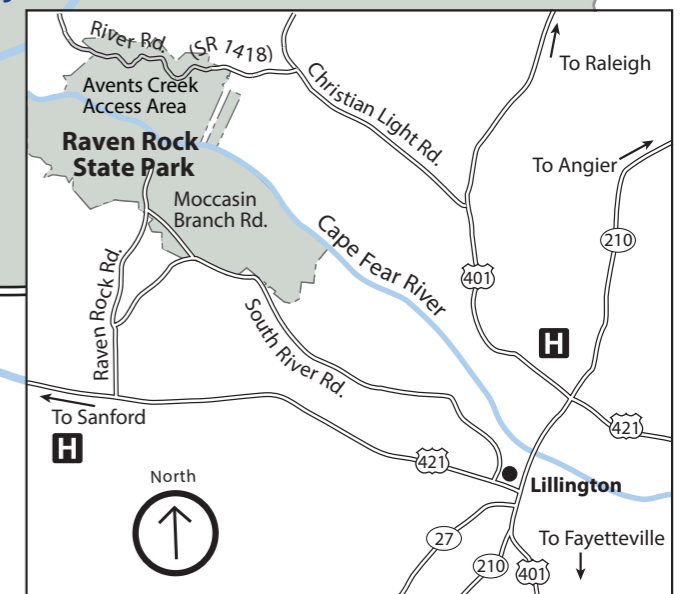 River Rd.
(SR 1418)
To Raleigh
Avents Creek
Access Area
Christian Light Rd.
Raven Rock
State Park
To Angier
Moccasin
Branch Rd.
210
Cape Fear River
401
Raven Rock Rd.
South River Rd.
H
To Sanford
421
H
421
North
Lillington
27
To Fayetteville
210
401